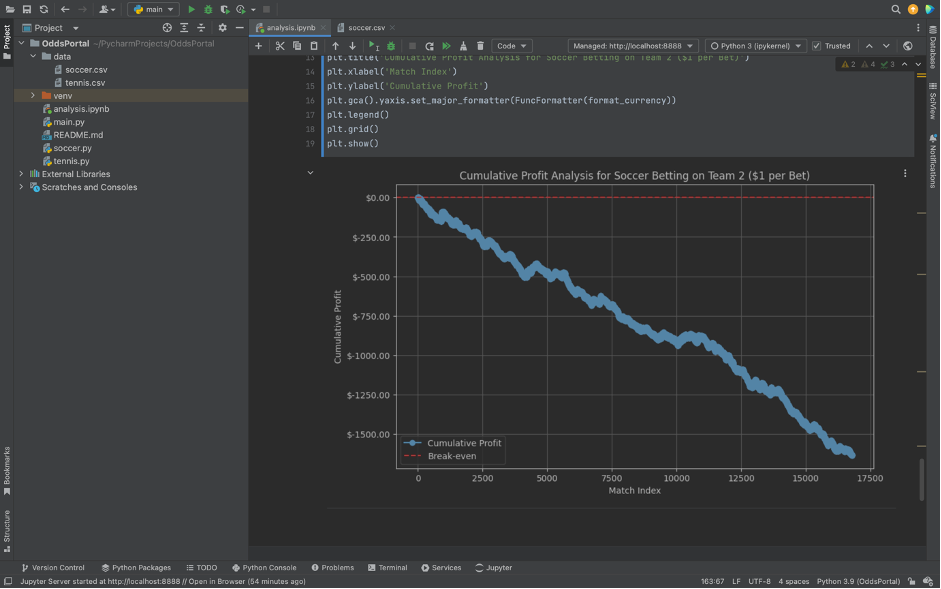 main
Project
OddsPortal ~/PycharmProjects/OddsPortal
data
soccer.csv
tennis.csv
venv
analysis.ipynb
main.py
README.md
soccer.py
tennis.py
External Libraries
Scratches and Consoles
Project
Bookmarks
Structure
analysis.ipynb
soccer.csv
Code
Managed: http://localhost:8888
Python 3 (ipykernel)
Trusted
2 4 3
13 plt.title('Cumulative Profit Analysis for Soccer Betting on Team 2 ($1 per Bet)')
14 plt.xlabel('Match Index')
15 plt.ylabel('Cumulative Profit')
16 plt.gca().yaxis.set_major_formatter(FuncFormatter(format_currency))
17 plt.legend()
18 plt.grid()
19 plt.show()
Cumulative Profit Analysis for Soccer Betting on Team 2 ($1 per Bet)
$0.00
$-250.00
$-500.00
$-750.00
$-1000.00
$-1250.00
$-1500.00
Cumulative Profit
Cumulative Profit
Break-even
0 2500 5000 7500 10000 12500 15000 17500
Match Index
Database
SciView
Notifications
Version Control Python Packages TODO Python Console Problems Terminal Services Jupyter
Jupyter Server started at http://localhost:8888 // Open in Browser (54 minutes ago)
163:67 LF UTF-8 4 spaces Python 3.9 (OddsPortal)